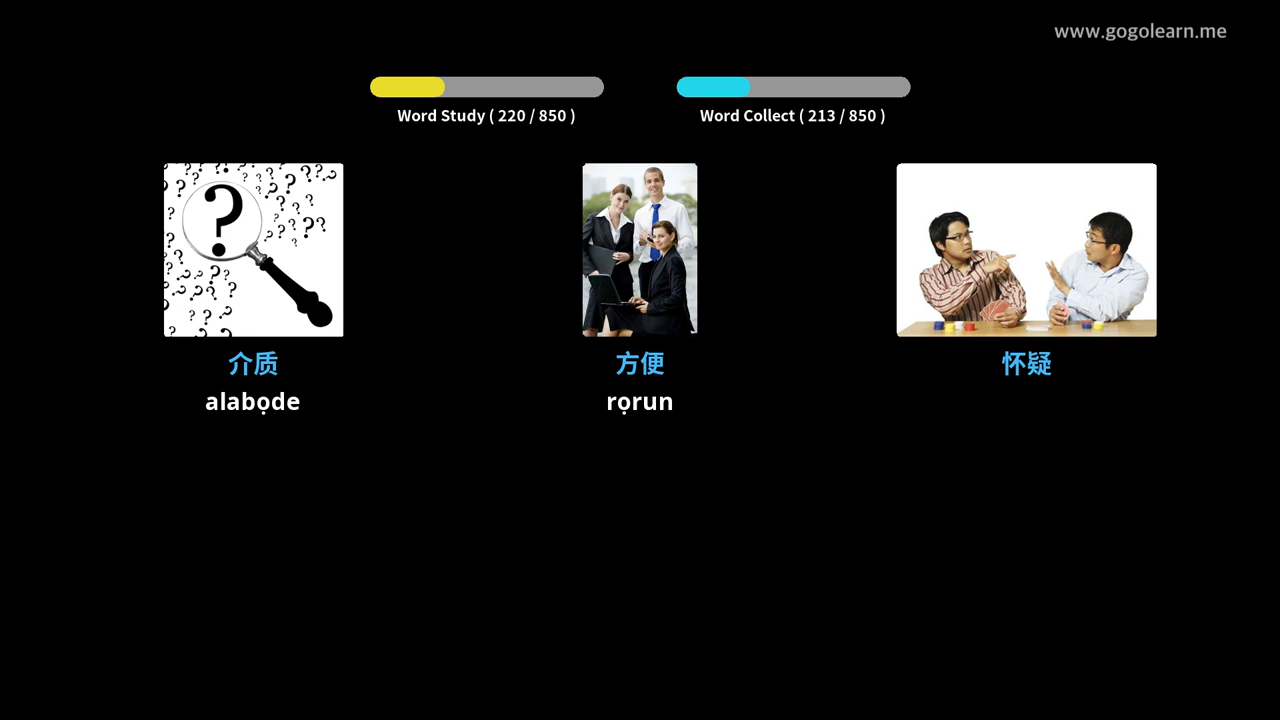 www.gogolearn.me
Word Study ( 220 / 850 )
Word Collect ( 213 / 850 )
介质
方便
怀疑
alabọde
rọrun